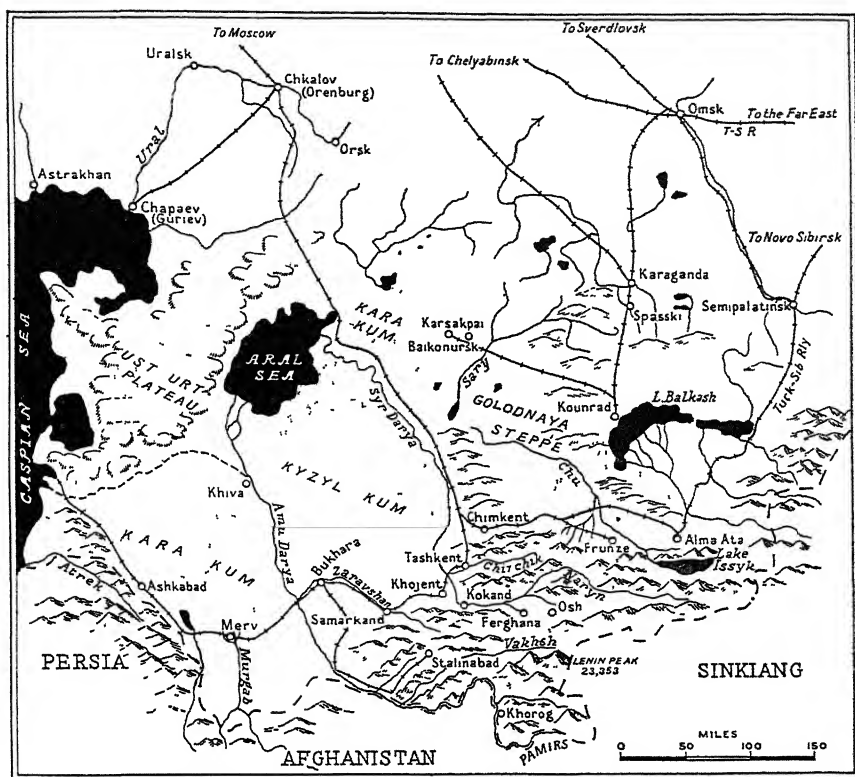 To Moscow
To Sverdlovsk
Uralsk
To Chelyabinsk
Chkalov
(Orenburg)
Omsk
To the Far East
T-S R
Ural
Orsk
Astrakhan
Chapaev
(Guriev)
To Novo Sibirsk
Karaganda
KARA
KUM
Karsakpai
Baikonursk
Spasski
Semipalatinsk
CASPIAN SEA
UST URT
PLATEAU
ARAL
SEA
Syr Darya
Sary
GOLODNAYA
STEPPE
Kounrad
L. Balkash
Turk-Sib Rly
KYZYL KUM
Khiva
Amu Darya
Chu
Chimkent
KARA
KUM
Frunze
Alma Ata
Lake
Issyk
Tashkent
Chitchik
Naryn
Atrek
Ashkabad
Bukhara
Zaravshan
Khojent
Kokand
Osh
Merv
Samarkand
Ferghana
Murgab
Stalinabad
Vakhsh
LENIN PEAK
23,353
PERSIA
SINKIANG
Khorog
PAMIRS
AFGHANISTAN
MILES
0 50 100 150